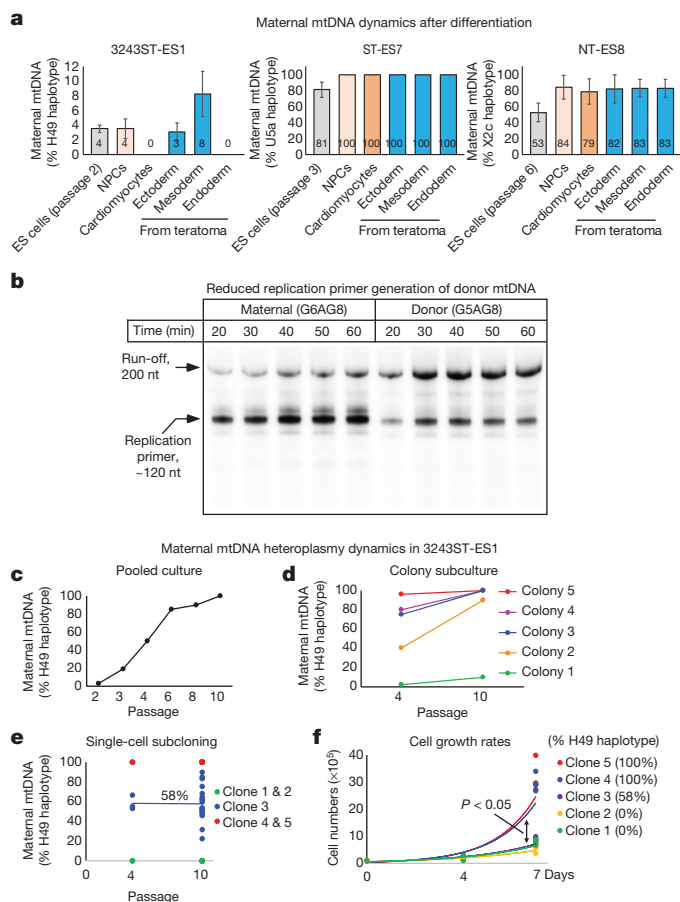 a
Maternal mtDNA dynamics after differentiation
3243ST-ES1
Maternal mtDNA
(% H49 haplotype)
12
10
8
6
4
2
0
4
4
0
3
8
0
ES cells (passage 2)
NPCs
Cardiomyocytes
Ectoderm
Mesoderm
Endoderm
From teratoma
ST-ES7
Maternal mtDNA
(% U5a haplotype)
100
80
60
40
20
0
81
100
100
100
100
100
ES cells (passage 3)
NPCs
Cardiomyocytes
Ectoderm
Mesoderm
Endoderm
From teratoma
NT-ES8
Maternal mtDNA
(% X2c haplotype)
100
80
60
40
20
0
53
84
79
82
83
83
ES cells (passage 6)
NPCs
Cardiomyocytes
Ectoderm
Mesoderm
Endoderm
From teratoma
b
Reduced replication primer generation of donor mtDNA
Maternal (G6AG8) Donor (G5AG8)
Time (min) 20 30 40 50 60 20 30 40 50 60
Run-off,
200 nt
Replication
primer,
~120 nt
Maternal mtDNA heteroplasmy dynamics in 3243ST-ES1
c
Pooled culture
Maternal mtDNA
(% H49 haplotype)
100
80
60
40
20
0
2 3 4 6 8 10
Passage
d
Colony subculture
Maternal mtDNA
(% H49 haplotype)
100
80
60
40
20
0
4 10
Passage
Colony 5
Colony 4
Colony 3
Colony 2
Colony 1
e
Single-cell subcloning
Maternal mtDNA
(% H49 haplotype)
100
80
60
40
20
0
58%
4 10
Passage
Clone 1 & 2
Clone 3
Clone 4 & 5
f
Cell growth rates
(% H49 haplotype)
Cell numbers (×10⁵)
40
30
20
10
0
P < 0.05
0 4 7 Days
Clone 5 (100%)
Clone 4 (100%)
Clone 3 (58%)
Clone 2 (0%)
Clone 1 (0%)